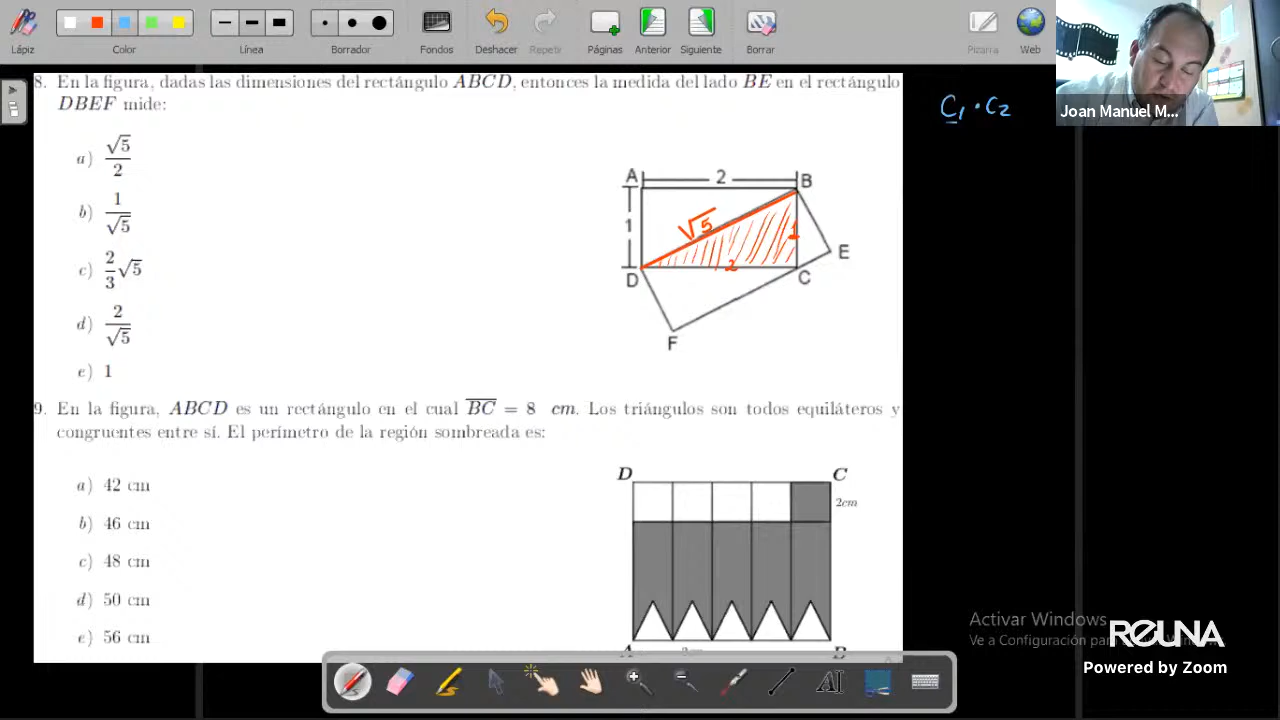 Lápiz
Color
Línea
Borrador
Fondos
Deshacer
Repetir
Páginas
Anterior
Siguiente
Borrar
Pizarra
Web
Joan Manuel M...
8. En la figura, dadas las dimensiones del rectángulo ABCD, entonces la medida del lado BE en el rectángulo
DBEF mide:
a) √5/2
b) 1/√5
c) 2/3 √5
d) 2/√5
e) 1
C₁ · C₂
A 2 B
1
√5
1
E
D 2 C
F
9. En la figura, ABCD es un rectángulo en el cual BC = 8 cm. Los triángulos son todos equiláteros y
congruentes entre sí. El perímetro de la región sombreada es:
a) 42 cm
b) 46 cm
c) 48 cm
d) 50 cm
e) 56 cm
D C
2cm
A B
Activar Windows
Ve a Configuración par
REUNA
Powered by Zoom
AI